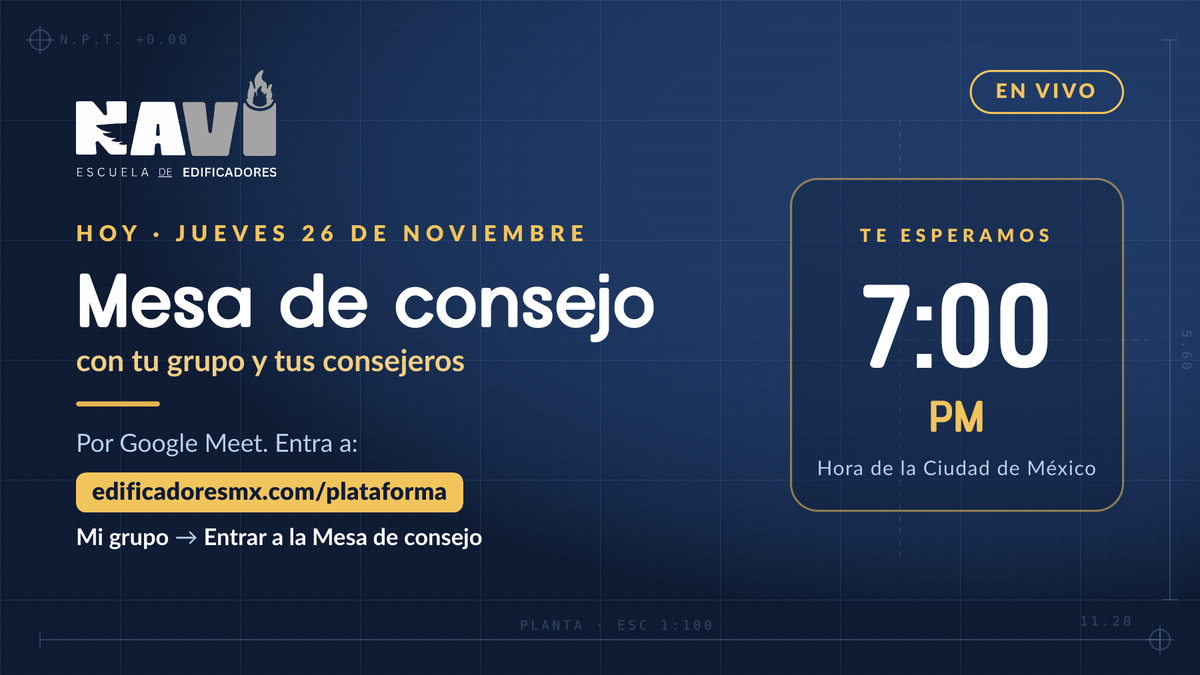 N.P.T. +0.00
NAVI
ESCUELA DE EDIFICADORES
EN VIVO
HOY · JUEVES 26 DE NOVIEMBRE
Mesa de consejo
con tu grupo y tus consejeros
Por Google Meet. Entra a:
edificadoresmx.com/plataforma
Mi grupo → Entrar a la Mesa de consejo
TE ESPERAMOS
7:00
PM
Hora de la Ciudad de México
5.60
PLANTA · ESC 1:100
11.20